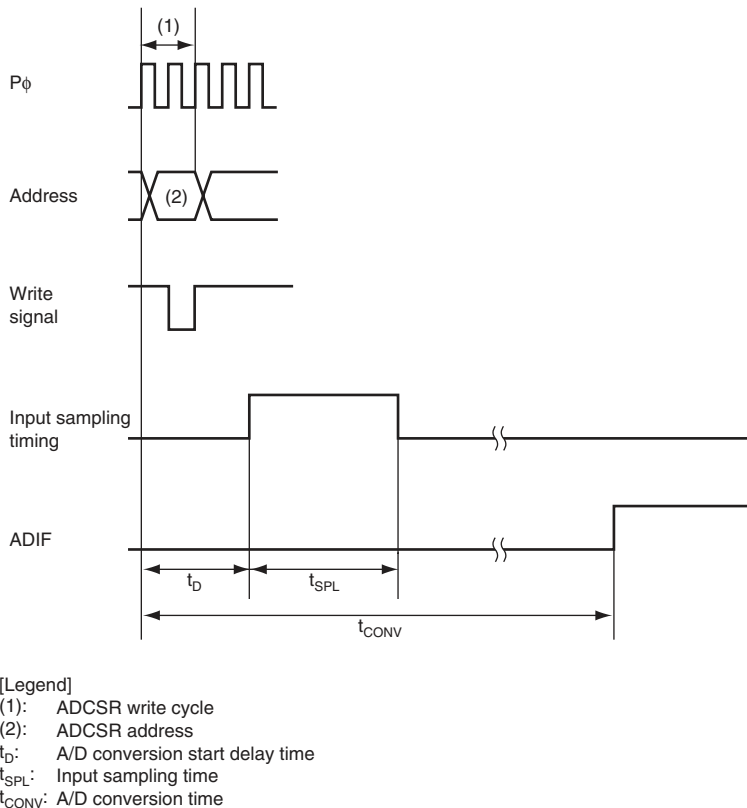 (1)
Pϕ
Address
(2)
Write
signal
Input sampling
timing
ADIF
tD
tSPL
tCONV
[Legend]
(1): ADCSR write cycle
(2): ADCSR address
tD: A/D conversion start delay time
tSPL: Input sampling time
tCONV: A/D conversion time